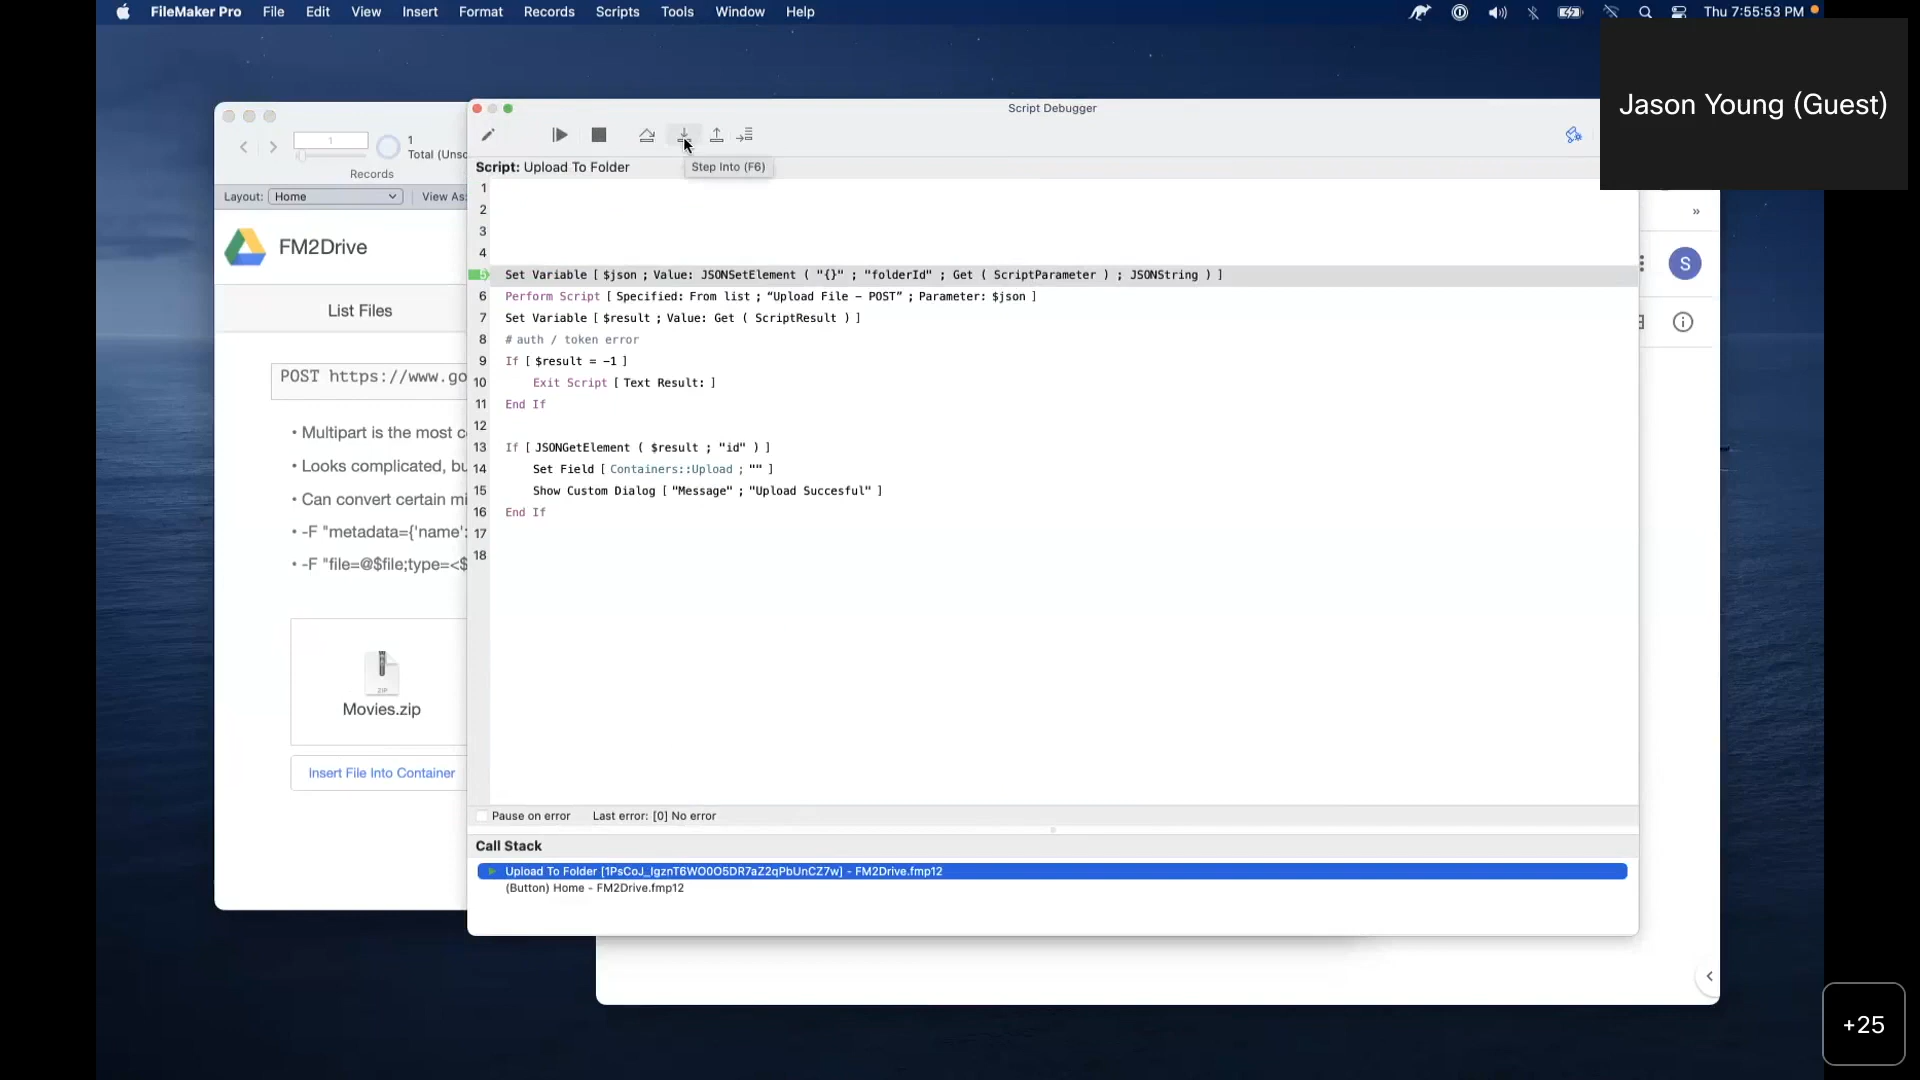 FileMaker Pro File Edit View Insert Format Records Scripts Tools Window Help Thu 7:55:53 PM
Jason Young (Guest)
Script Debugger
1
1
Total (Unso
Records
Step Into (F6)
Script: Upload To Folder
Layout: Home View As:
FM2Drive
List Files
POST https://www.go
• Multipart is the most c
• Looks complicated, bu
• Can convert certain mi
• -F "metadata={'name':
• -F "file=@$file;type=<$
ZIP
Movies.zip
Insert File Into Container
1
2
3
4
5 Set Variable [ $json ; Value: JSONSetElement ( "{}" ; "folderId" ; Get ( ScriptParameter ) ; JSONString ) ]
6 Perform Script [ Specified: From list ; “Upload File – POST” ; Parameter: $json ]
7 Set Variable [ $result ; Value: Get ( ScriptResult ) ]
8 # auth / token error
9 If [ $result = -1 ]
10 Exit Script [ Text Result: ]
11 End If
12
13 If [ JSONGetElement ( $result ; "id" ) ]
14 Set Field [ Containers::Upload ; "" ]
15 Show Custom Dialog [ "Message" ; "Upload Succesful" ]
16 End If
17
18
Pause on error Last error: [0] No error
Call Stack
Upload To Folder [1PsCoJ_IgznT6WO0O5DR7aZ2qPbUnCZ7w] - FM2Drive.fmp12
(Button) Home - FM2Drive.fmp12
»
S
+25